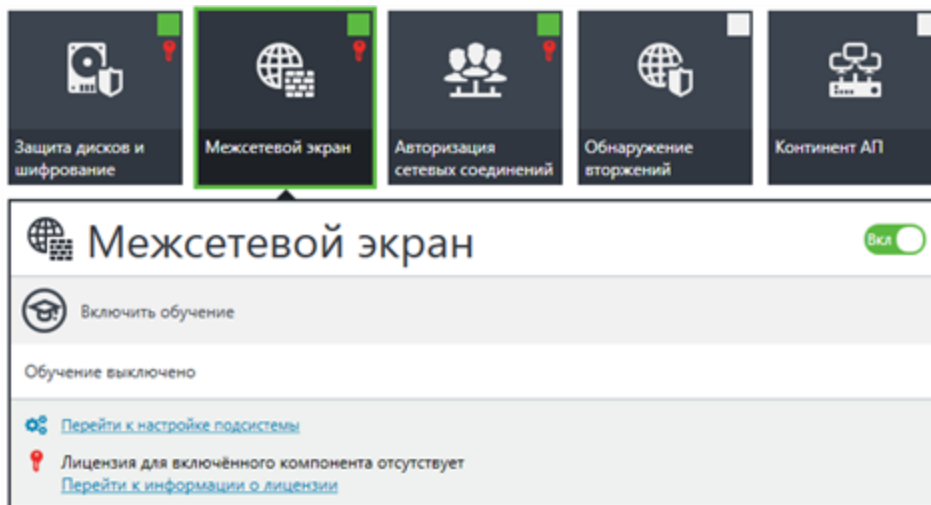 Защита дисков и
шифрование
Межсетевой экран
Авторизация
сетевых соединений
Обнаружение
вторжений
Континент АП
Межсетевой экран
Вкл
Включить обучение
Обучение выключено
Перейти к настройке подсистемы
Лицензия для включённого компонента отсутствует
Перейти к информации о лицензии